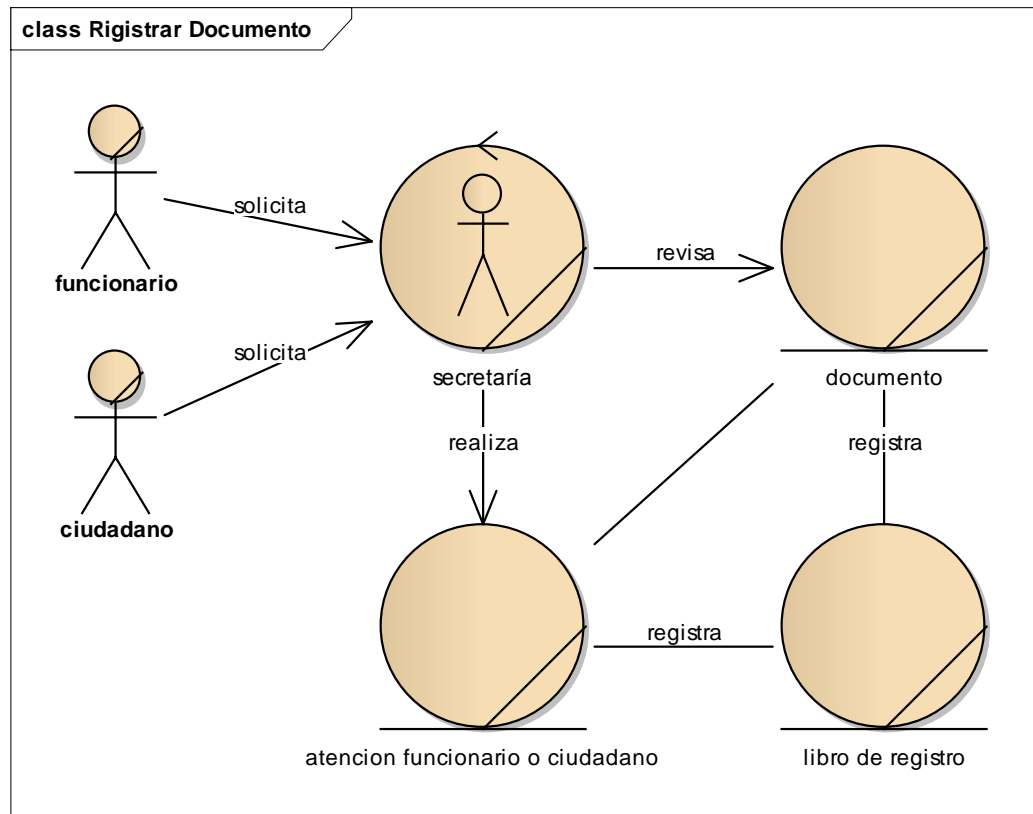 class Rigistrar Documento
funcionario
solicita
ciudadano
solicita
secretaría
revisa
documento
realiza
registra
atencion funcionario o ciudadano
registra
libro de registro